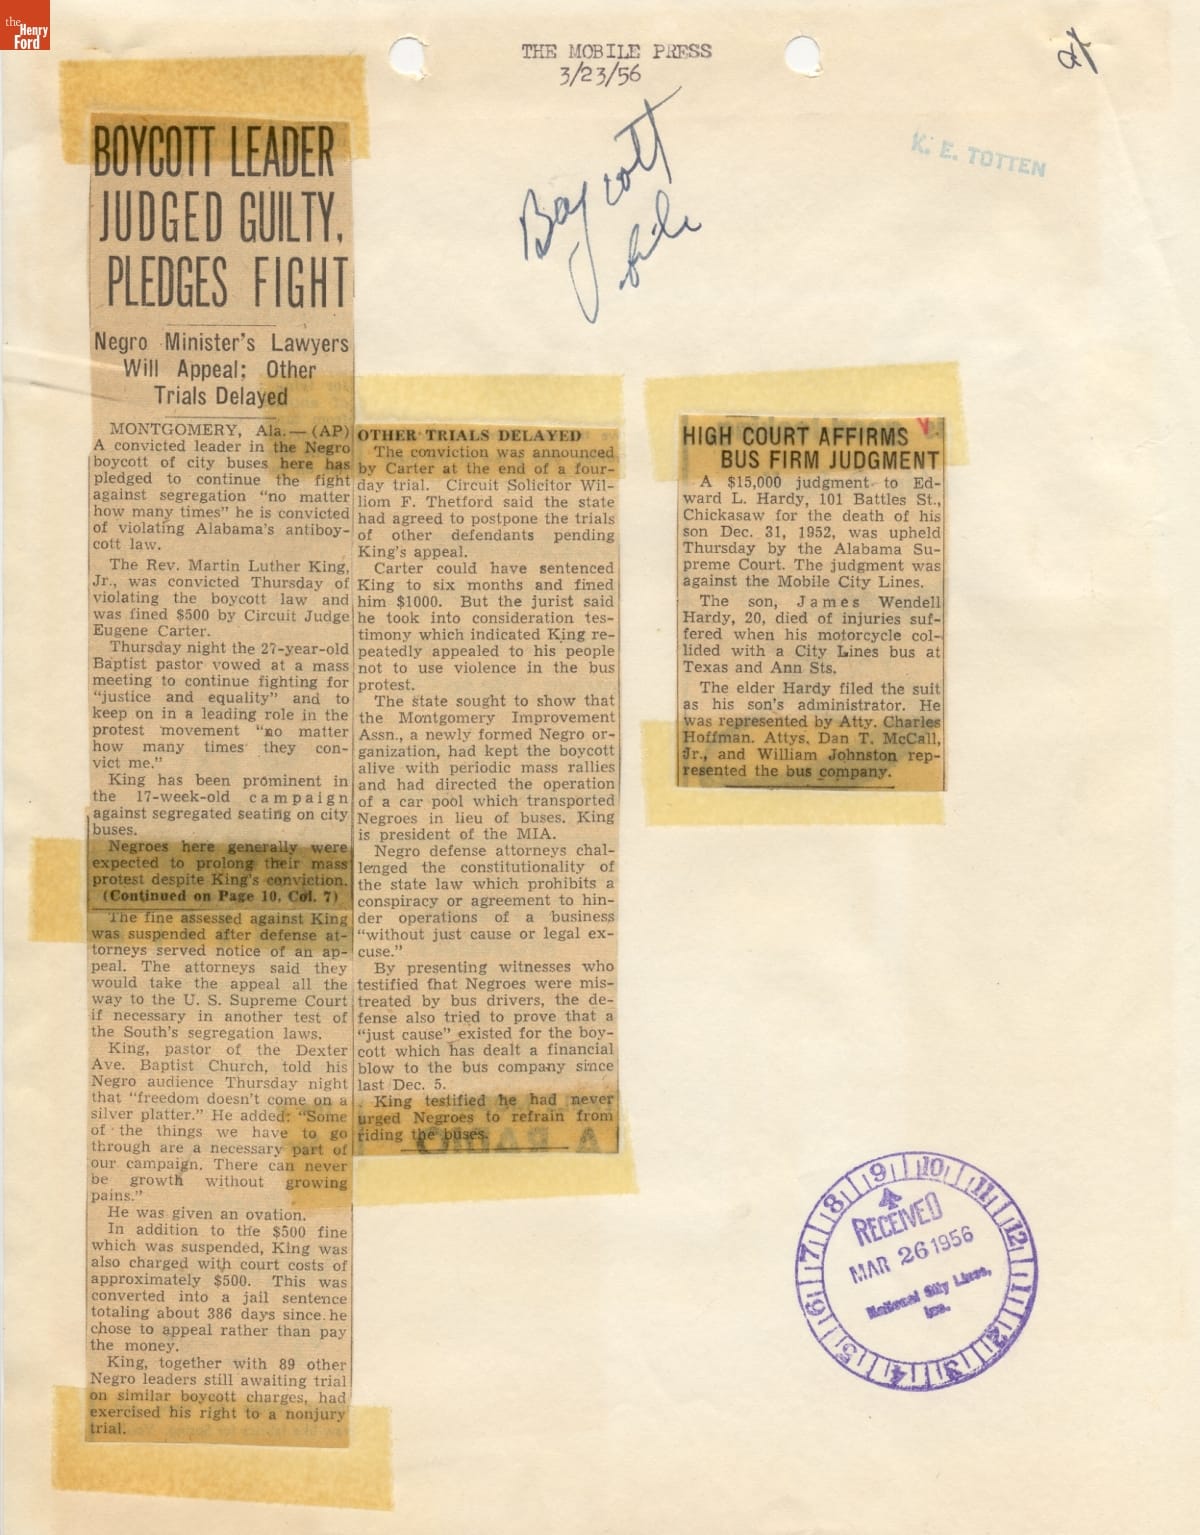 the
Henry
Ford
THE MOBILE PRESS
3/23/56
Boycott
file
K. E. TOTTEN
BOYCOTT LEADER
JUDGED GUILTY,
PLEDGES FIGHT
Negro Minister's Lawyers
Will Appeal; Other
Trials Delayed
MONTGOMERY, Ala.—(AP)
A convicted leader in the Negro
boycott of city buses here has
pledged to continue the fight
against segregation "no matter
how many times" he is convicted
of violating Alabama's antiboy-
cott law.
The Rev. Martin Luther King,
Jr., was convicted Thursday of
violating the boycott law and
was fined $500 by Circuit Judge
Eugene Carter.
Thursday night the 27-year-old
Baptist pastor vowed at a mass
meeting to continue fighting for
"justice and equality" and to
keep on in a leading role in the
protest movement "no matter
how many times they con-
vict me."
King has been prominent in
the 17-week-old campaign
against segregated seating on city
buses.
Negroes here generally were
expected to prolong their mass
protest despite King's conviction.
(Continued on Page 10, Col. 7)
The fine assessed against King
was suspended after defense at-
torneys served notice of an ap-
peal. The attorneys said they
would take the appeal all the
way to the U. S. Supreme Court
if necessary in another test of
the South's segregation laws.
King, pastor of the Dexter
Ave. Baptist Church, told his
Negro audience Thursday night
that "freedom doesn't come on a
silver platter." He added: "Some
of the things we have to go
through are a necessary part of
our campaign. There can never
be growth without growing
pains."
He was given an ovation.
In addition to the $500 fine
which was suspended, King was
also charged with court costs of
approximately $500. This was
converted into a jail sentence
totaling about 386 days since he
chose to appeal rather than pay
the money.
King, together with 89 other
Negro leaders still awaiting trial
on similar boycott charges, had
exercised his right to a nonjury
trial.
OTHER TRIALS DELAYED
The conviction was announced
by Carter at the end of a four-
day trial. Circuit Solicitor Wil-
liom F. Thetford said the state
had agreed to postpone the trials
of other defendants pending
King's appeal.
Carter could have sentenced
King to six months and fined
him $1000. But the jurist said
he took into consideration tes-
timony which indicated King re-
peatedly appealed to his people
not to use violence in the bus
protest.
The state sought to show that
the Montgomery Improvement
Assn., a newly formed Negro or-
ganization, had kept the boycott
alive with periodic mass rallies
and had directed the operation
of a car pool which transported
Negroes in lieu of buses. King
is president of the MIA.
Negro defense attorneys chal-
lenged the constitutionality of
the state law which prohibits a
conspiracy or agreement to hin-
der operations of a business
"without just cause or legal ex-
cuse."
By presenting witnesses who
testified that Negroes were mis-
treated by bus drivers, the de-
fense also tried to prove that a
"just cause" existed for the boy-
cott which has dealt a financial
blow to the bus company since
last Dec. 5.
King testified he had never
urged Negroes to refrain from
riding the buses.
HIGH COURT AFFIRMS
BUS FIRM JUDGMENT
A $15,000 judgment to Ed-
ward L. Hardy, 101 Battles St.,
Chickasaw for the death of his
son Dec. 31, 1952, was upheld
Thursday by the Alabama Su-
preme Court. The judgment was
against the Mobile City Lines.
The son, James Wendell
Hardy, 20, died of injuries suf-
fered when his motorcycle col-
lided with a City Lines bus at
Texas and Ann Sts.
The elder Hardy filed the suit
as his son's administrator. He
was represented by Atty. Charles
Hoffman. Attys. Dan T. McCall,
Jr., and William Johnston rep-
resented the bus company.
RECEIVED
MAR 26 1956
National City Lines,
Inc.
1 2 3 4 5 6 7 8 9 10 11 12